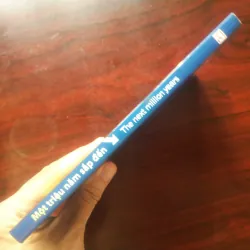 Một triệu năm sắp đến
The next million years